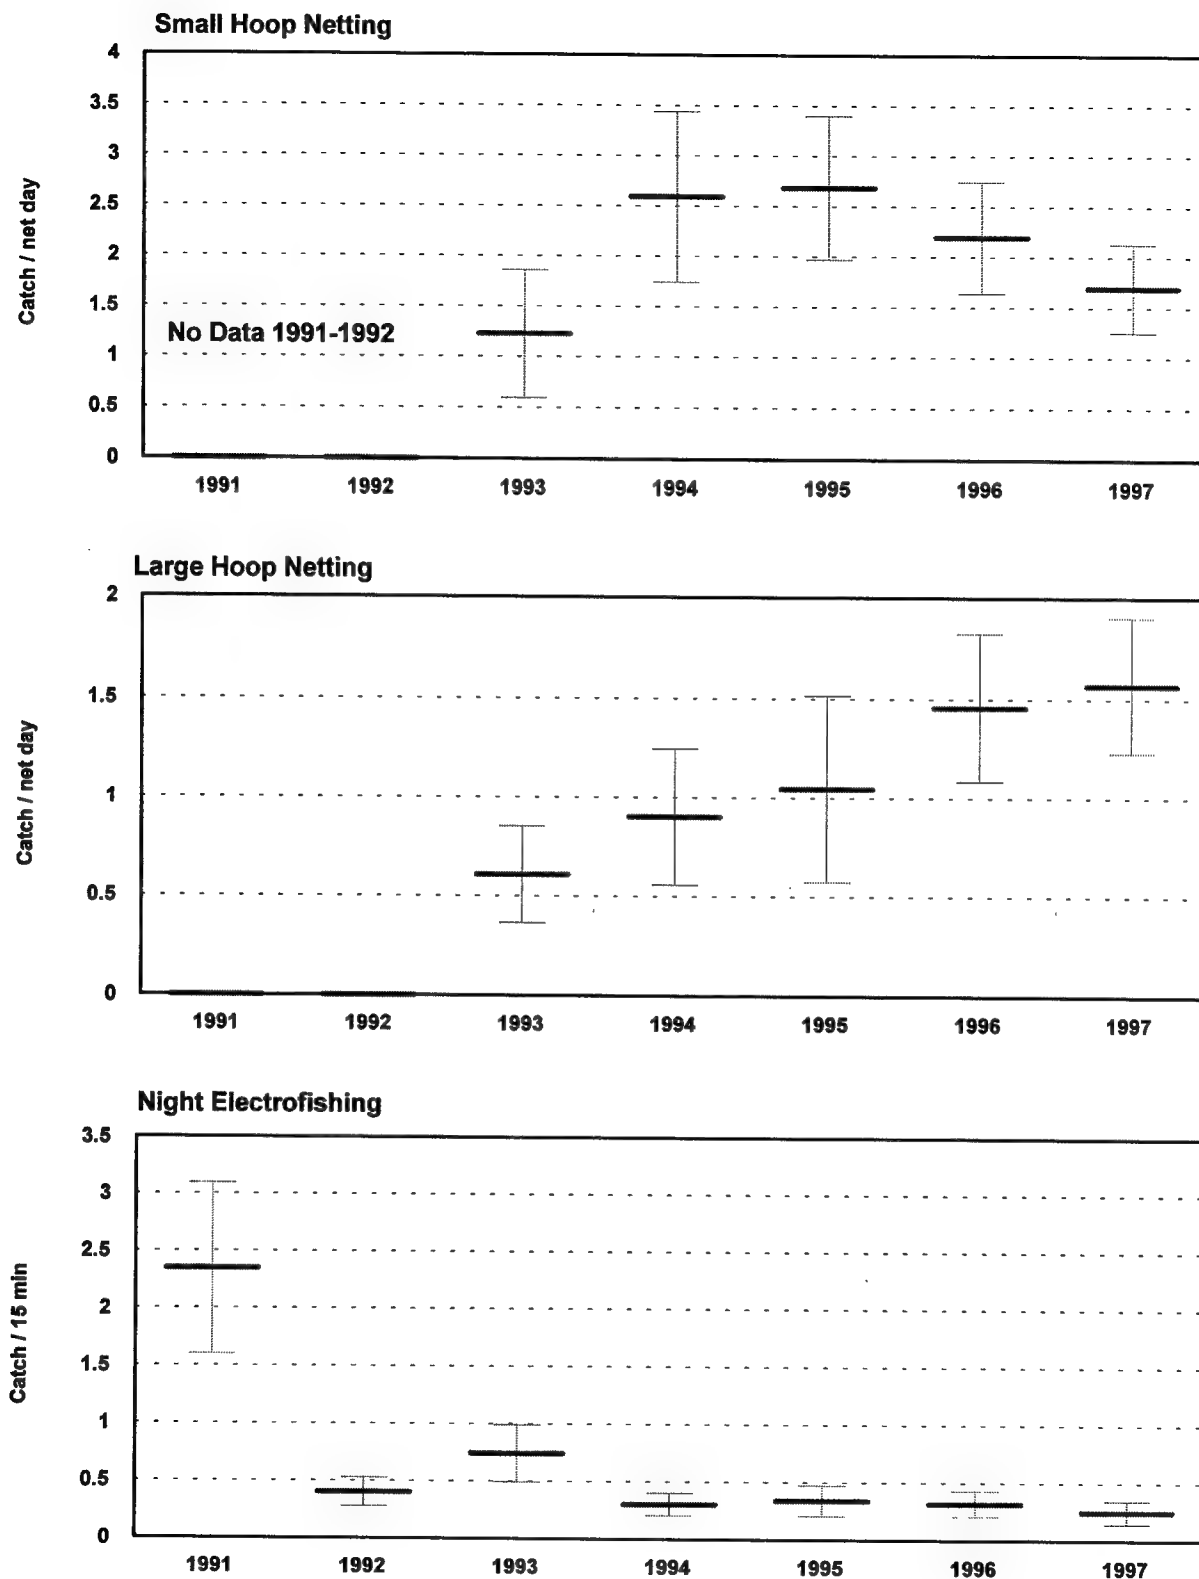 Small Hoop Netting
4
3.5
3
2.5
2
1.5
1
0.5
0
Catch / net day
No Data 1991-1992
1991 1992 1993 1994 1995 1996 1997
Large Hoop Netting
2
1.5
1
0.5
0
Catch / net day
1991 1992 1993 1994 1995 1996 1997
Night Electrofishing
3.5
3
2.5
2
1.5
1
0.5
0
Catch / 15 min
1991 1992 1993 1994 1995 1996 1997